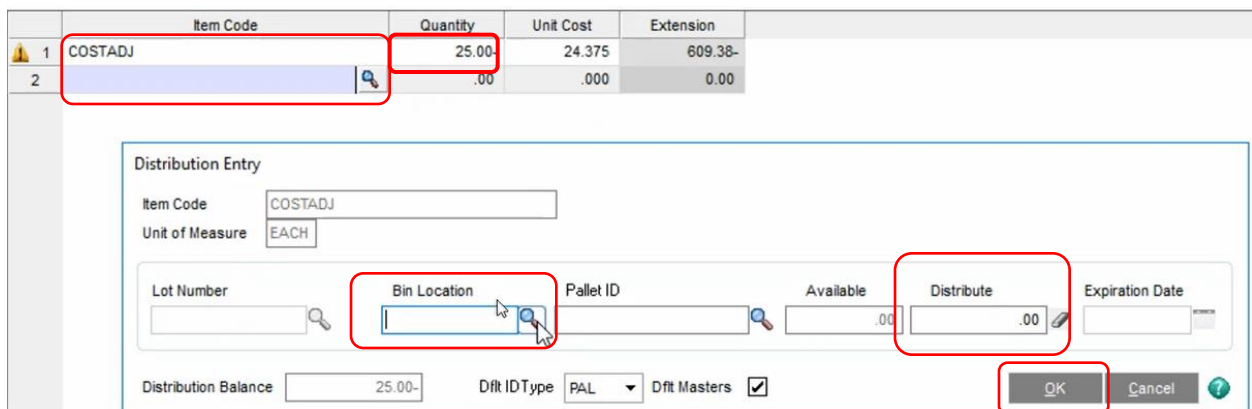 Item Code Quantity Unit Cost Extension
1 COSTADJ 25.00- 24.375 609.38-
2 .00 .000 0.00
Distribution Entry
Item Code COSTADJ
Unit of Measure EACH
Lot Number Bin Location Pallet ID Available Distribute Expiration Date
.00 .00
Distribution Balance 25.00- Dflt ID Type PAL Dflt Masters OK Cancel